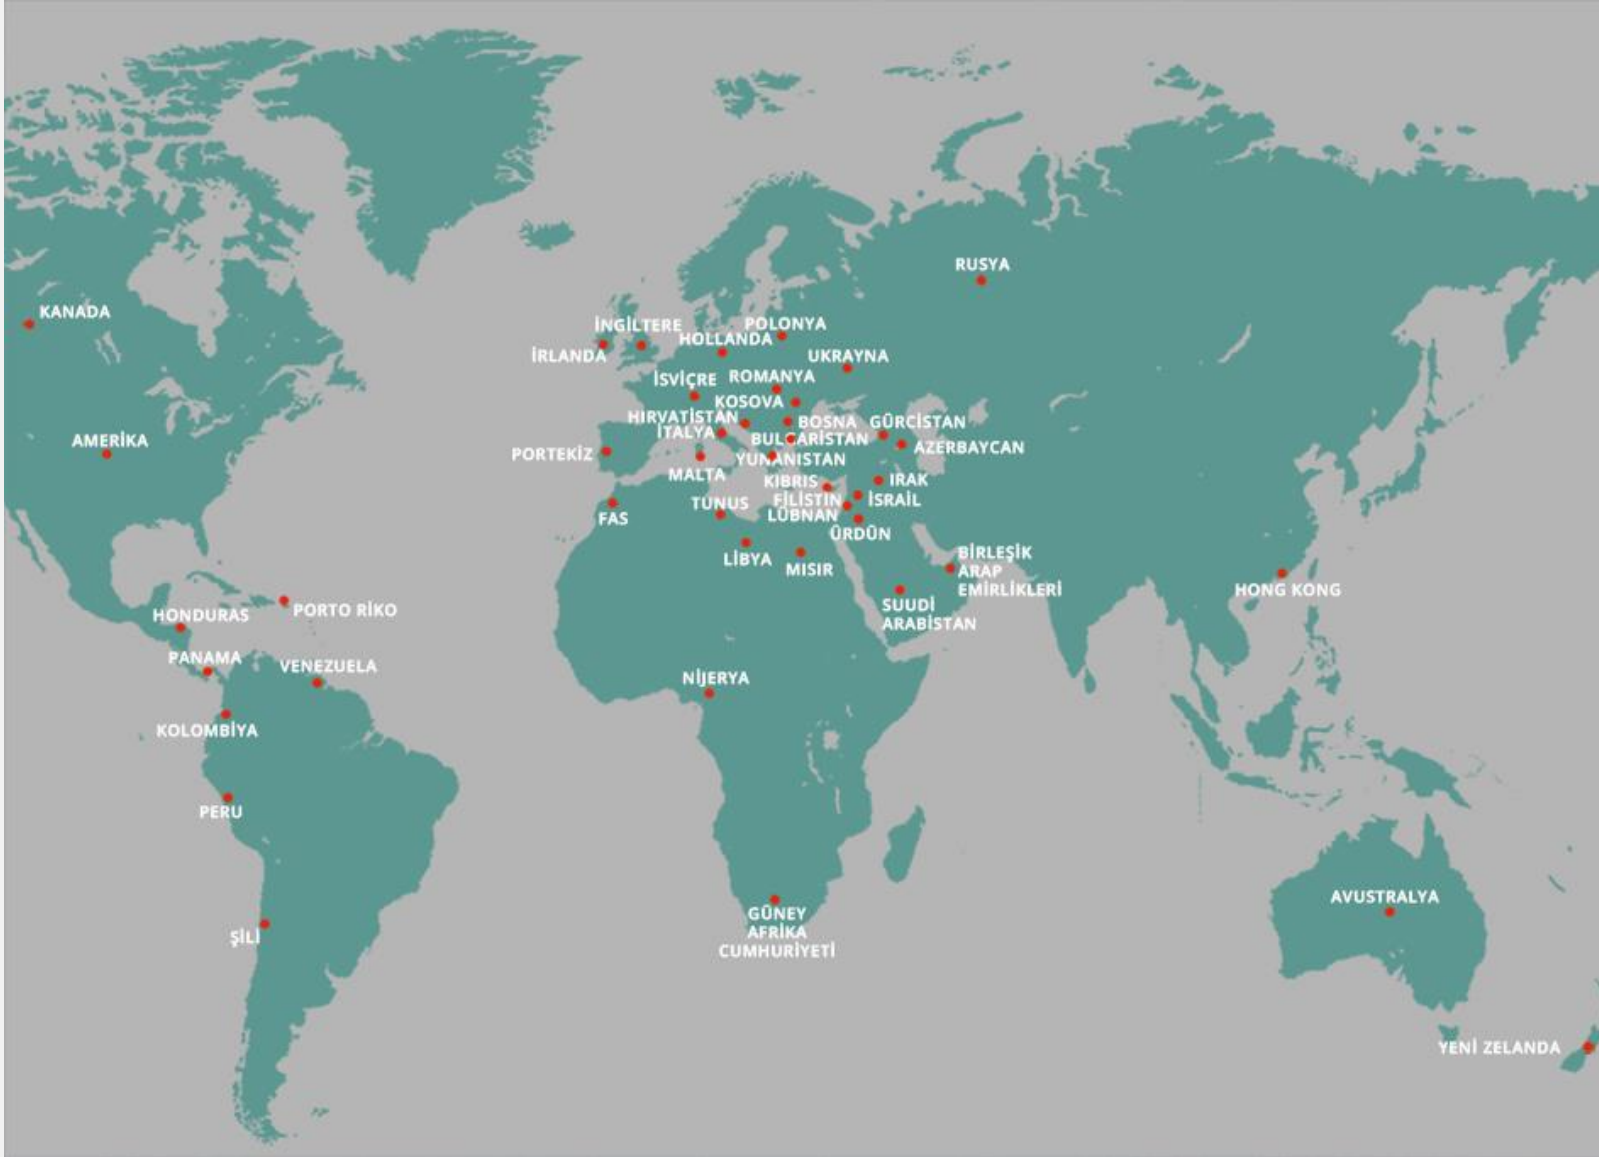 RUSYA
KANADA
İNGİLTERE
POLONYA
HOLLANDA
İRLANDA
UKRAYNA
İSVİÇRE
ROMANYA
KOSOVA
HIRVATİSTAN
BOSNA
GÜRCİSTAN
İTALYA
BULGARİSTAN
AMERİKA
AZERBAYCAN
PORTEKİZ
YUNANİSTAN
MALTA
KIBRIS
IRAK
FİLİSTİN
İSRAİL
TUNUS
LÜBNAN
FAS
ÜRDÜN
LİBYA
MISIR
BİRLEŞİK
ARAP
EMİRLİKLERİ
HONG KONG
SUUDİ
ARABİSTAN
PORTO RİKO
HONDURAS
PANAMA
VENEZUELA
NİJERYA
KOLOMBİYA
PERU
AVUSTRALYA
GÜNEY
AFRİKA
CUMHURİYETİ
ŞİLİ
YENİ ZELANDA